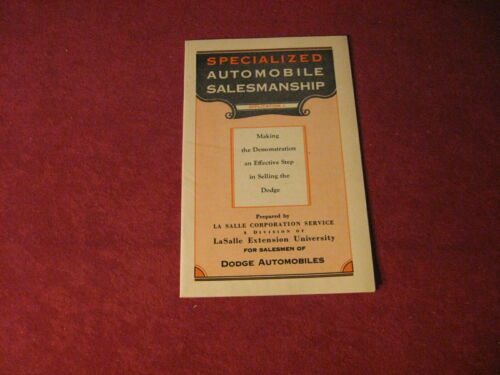 SPECIALIZED
AUTOMOBILE
SALESMANSHIP
Making
the Demonstration
an Effective Step
in Selling the
Dodge
Prepared by
LA SALLE CORPORATION SERVICE
A DIVISION OF
LaSalle Extension University
FOR SALESMEN OF
DODGE AUTOMOBILES